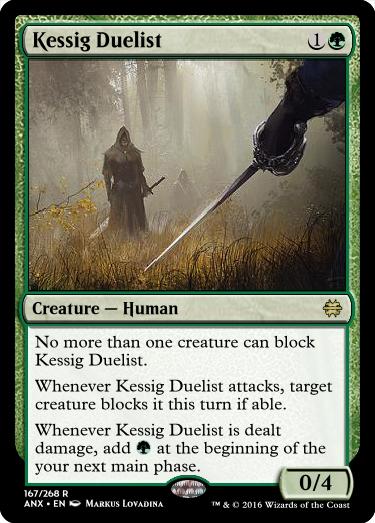 Kessig Duelist 1
Creature — Human
No more than one creature can block
Kessig Duelist.
Whenever Kessig Duelist attacks, target
creature blocks it this turn if able.
Whenever Kessig Duelist is dealt
damage, add at the beginning of the
your next main phase.
0/4
167/268 R
ANX • EN Markus Lovadina
™ & © 2016 Wizards of the Coast